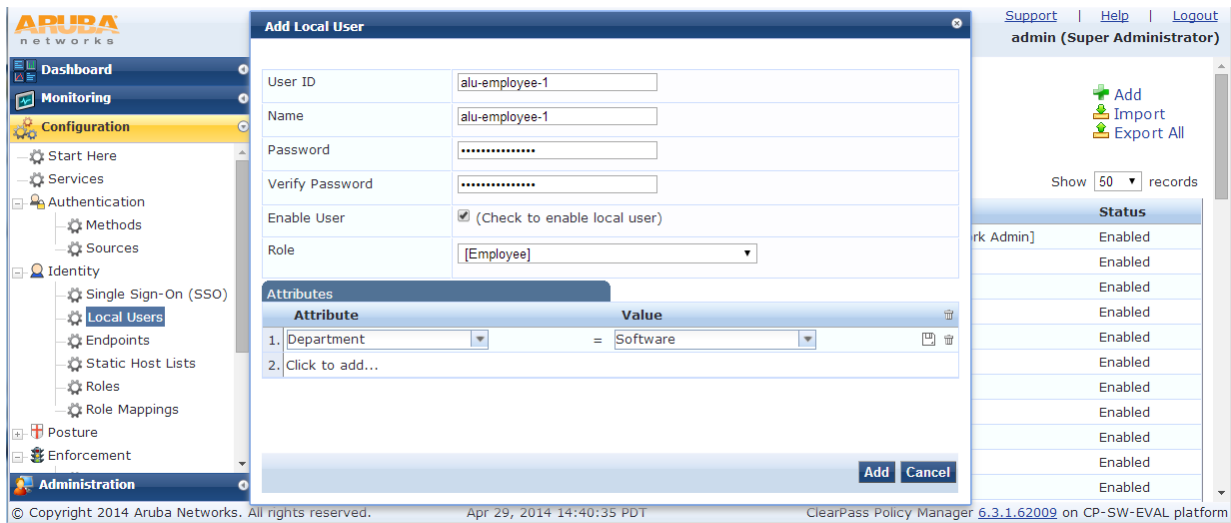 ARUBA
networks
Support | Help | Logout
admin (Super Administrator)
Dashboard
Monitoring
Configuration
Start Here
Services
Authentication
Methods
Sources
Identity
Single Sign-On (SSO)
Local Users
Endpoints
Static Host Lists
Roles
Role Mappings
Posture
Enforcement
Administration
Add Local User
User ID alu-employee-1
Name alu-employee-1
Password •••••••••••••••
Verify Password •••••••••••••••
Enable User (Check to enable local user)
Role [Employee]
Attributes
Attribute Value
1. Department = Software
2. Click to add...
Add Cancel
Add
Import
Export All
Show 50 records
Status
rk Admin] Enabled
Enabled
Enabled
Enabled
Enabled
Enabled
Enabled
Enabled
Enabled
Enabled
Enabled
© Copyright 2014 Aruba Networks. All rights reserved. Apr 29, 2014 14:40:35 PDT ClearPass Policy Manager 6.3.1.62009 on CP-SW-EVAL platform